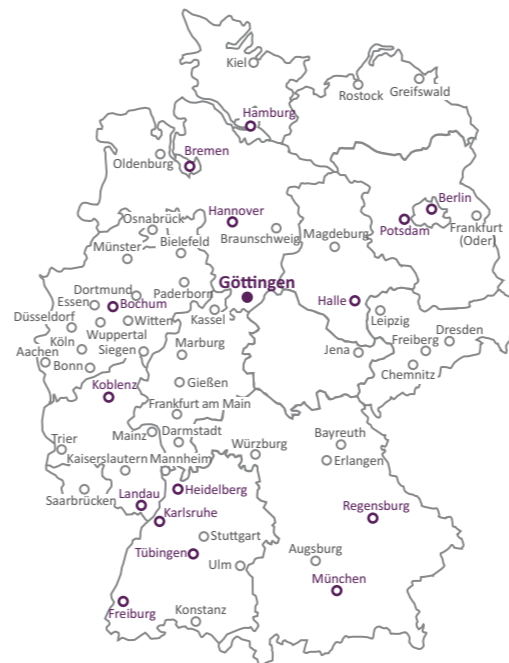 Kiel
Rostock
Greifswald
Hamburg
Oldenburg
Bremen
Berlin
Potsdam
Frankfurt
(Oder)
Osnabrück
Hannover
Braunschweig
Magdeburg
Münster
Bielefeld
Göttingen
Dortmund
Paderborn
Essen
Bochum
Halle
Düsseldorf
Witten
Kassel
Leipzig
Wuppertal
Köln
Siegen
Marburg
Jena
Freiberg
Dresden
Aachen
Bonn
Chemnitz
Koblenz
Gießen
Frankfurt am Main
Mainz
Darmstadt
Trier
Würzburg
Bayreuth
Kaiserslautern
Mannheim
Erlangen
Saarbrücken
Landau
Heidelberg
Karlsruhe
Regensburg
Stuttgart
Tübingen
Ulm
Augsburg
München
Freiburg
Konstanz